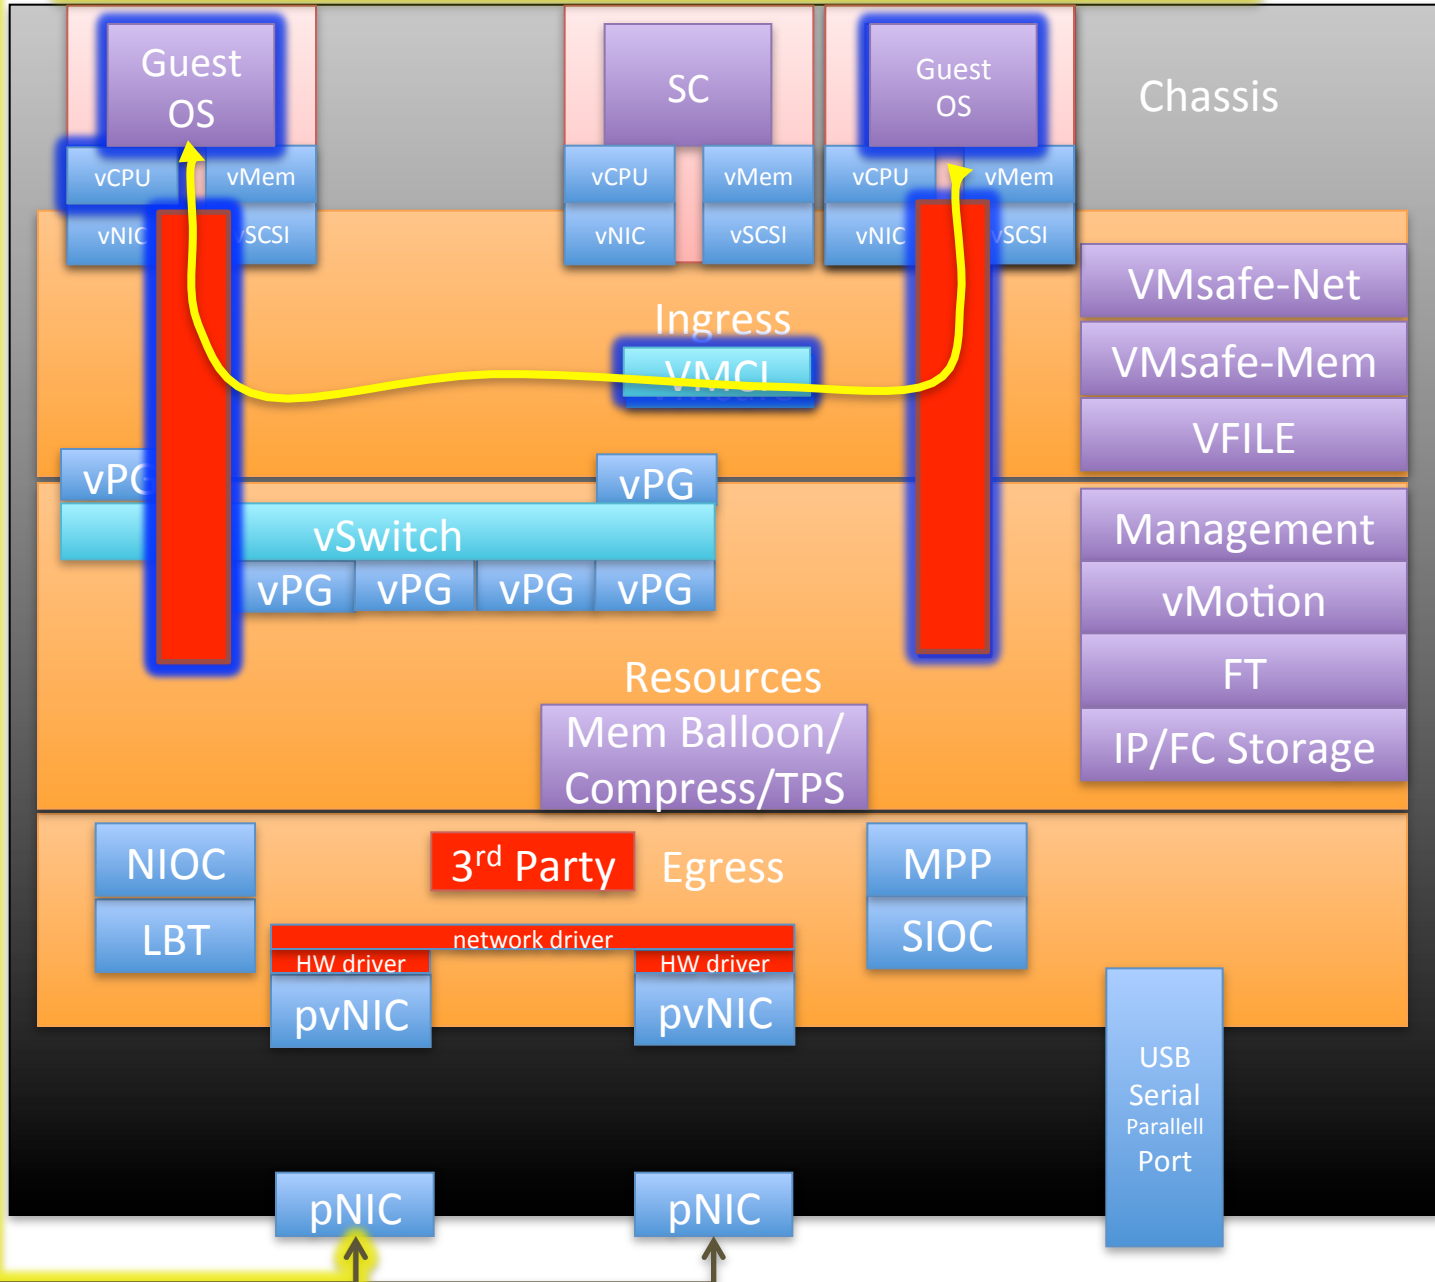 Guest
OS
SC
Guest
OS
Chassis
vCPU
vMem
vNIC
vSCSI
vCPU
vMem
vNIC
vSCSI
vCPU
vMem
vNIC
vSCSI
VMsafe-Net
VMsafe-Mem
VFILE
Ingress
VMCI
vPG
vPG
vSwitch
vPG
vPG
vPG
vPG
Management
vMotion
FT
IP/FC Storage
Resources
Mem Balloon/
Compress/TPS
NIOC
LBT
3rd Party
Egress
MPP
SIOC
network driver
HW driver
HW driver
pvNIC
pvNIC
USB
Serial
Parallell
Port
pNIC
pNIC